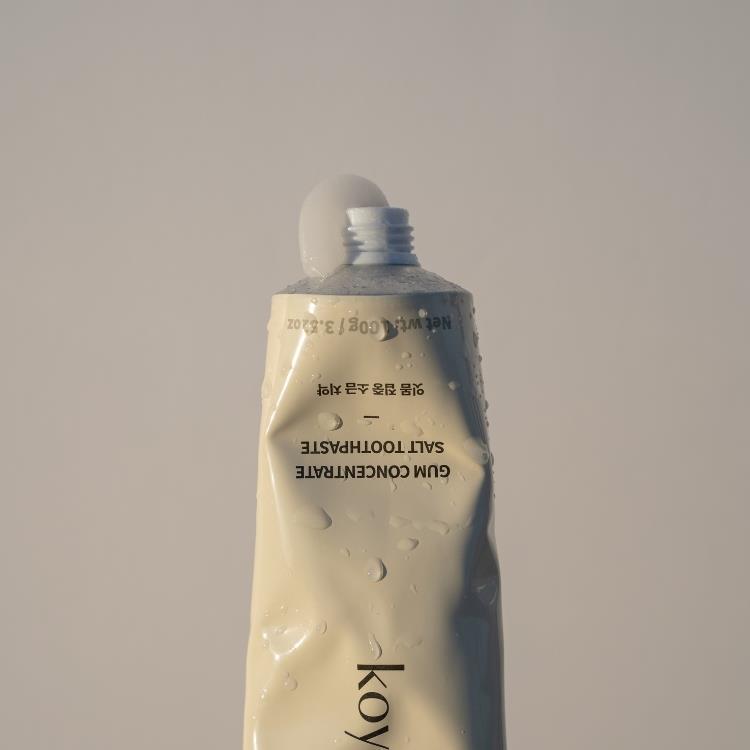 koy
GUM CONCENTRATE
SALT TOOTHPASTE
—
잇몸 집중 소금 치약
Net wt. 100g / 3.52oz